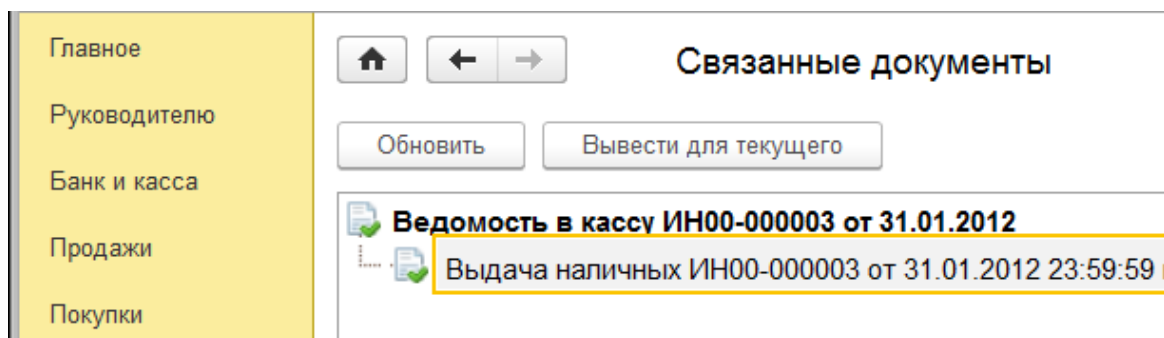 Главное
Руководителю
Банк и касса
Продажи
Покупки
Связанные документы
Обновить
Вывести для текущего
Ведомость в кассу ИН00-000003 от 31.01.2012
Выдача наличных ИН00-000003 от 31.01.2012 23:59:59